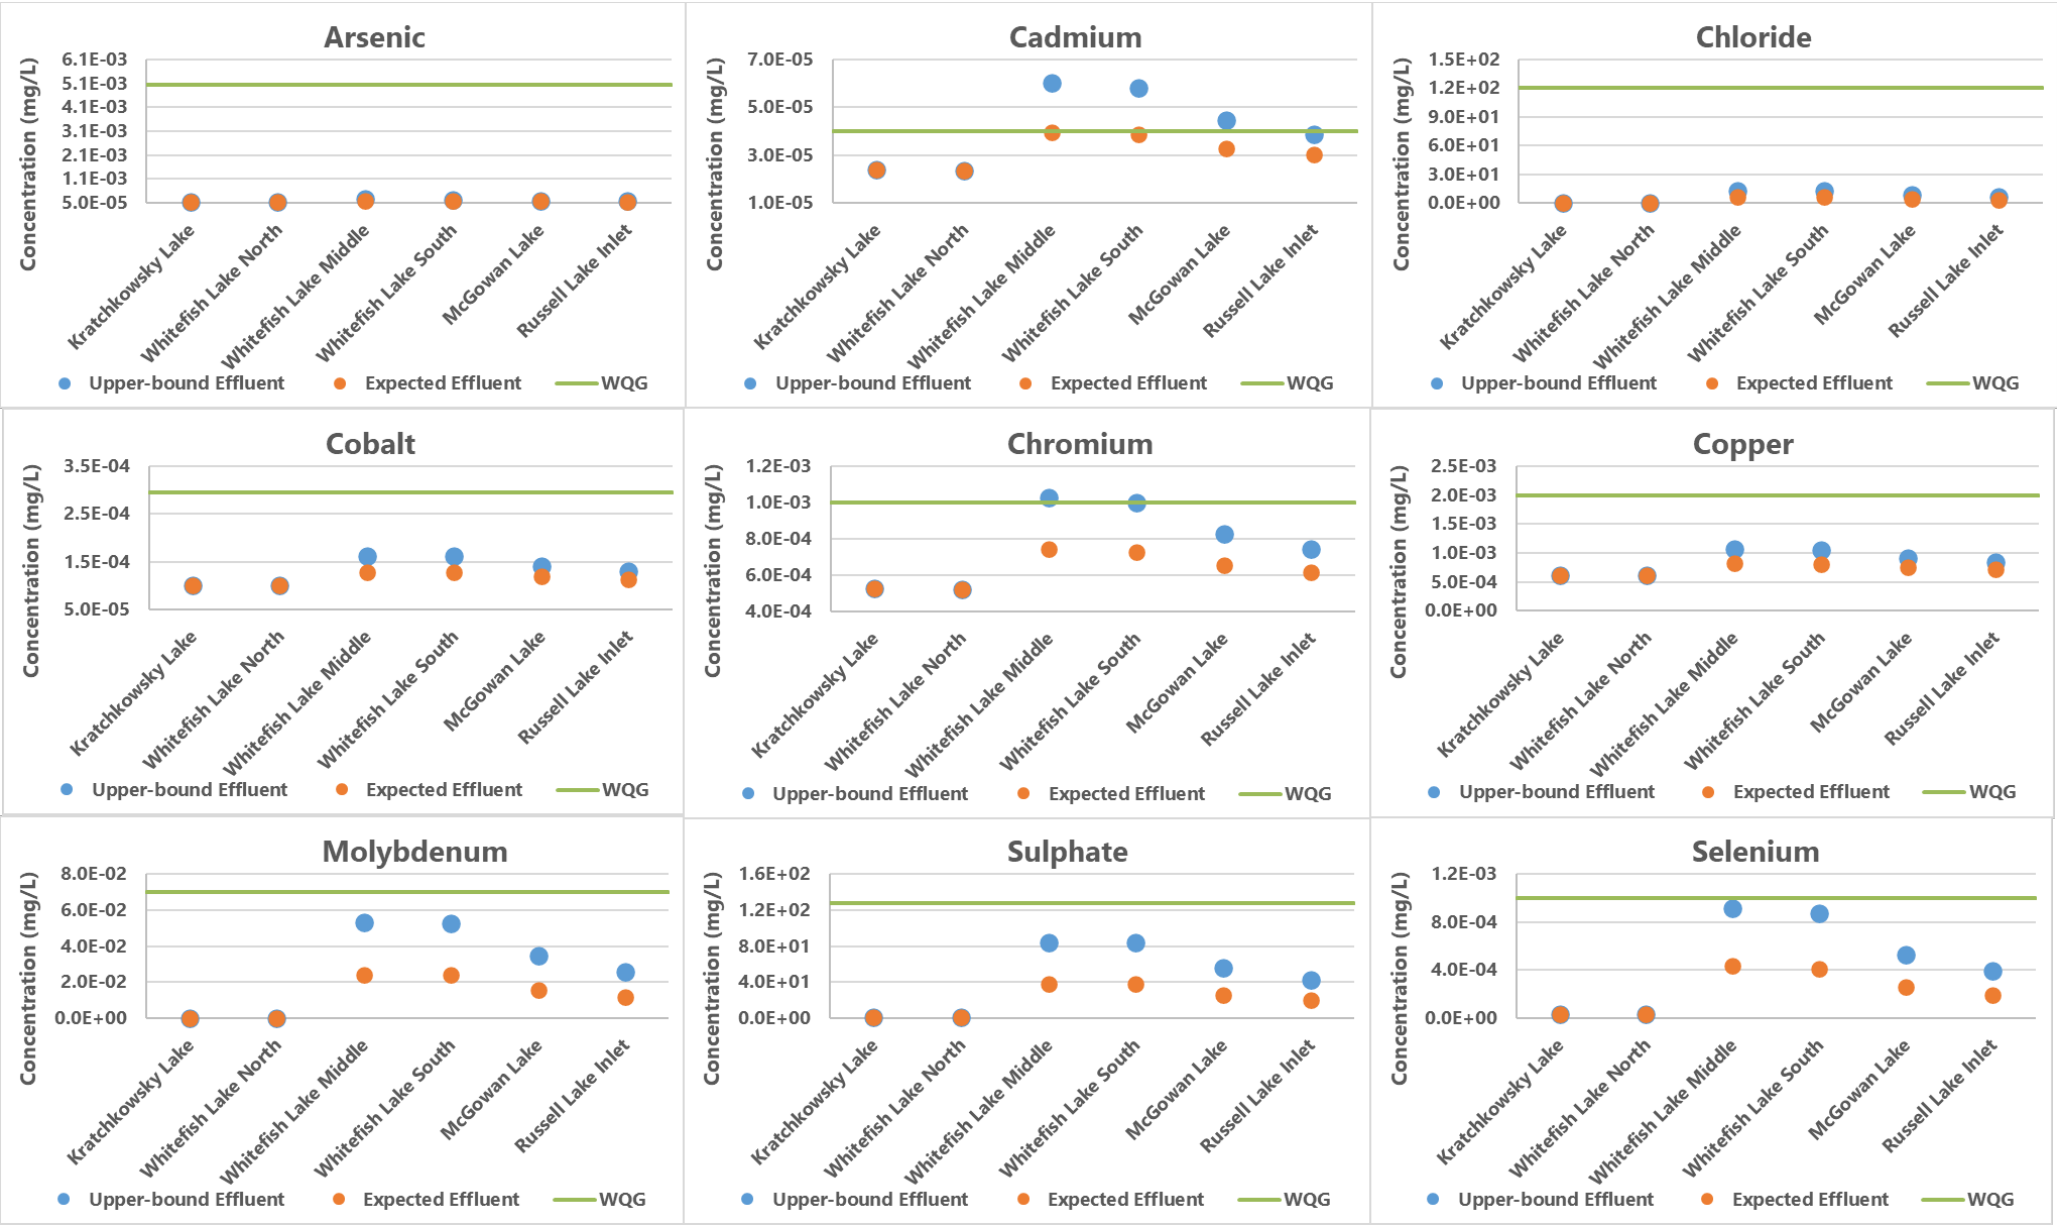 Arsenic
Concentration (mg/L)
6.1E-03
5.1E-03
4.1E-03
3.1E-03
2.1E-03
1.1E-03
5.0E-05
Kratchkowsky Lake
Whitefish Lake North
Whitefish Lake Middle
Whitefish Lake South
McGowan Lake
Russell Lake Inlet
Upper-bound Effluent Expected Effluent WQG
Cadmium
Concentration (mg/L)
7.0E-05
5.0E-05
3.0E-05
1.0E-05
Kratchkowsky Lake
Whitefish Lake North
Whitefish Lake Middle
Whitefish Lake South
McGowan Lake
Russell Lake Inlet
Upper-bound Effluent Expected Effluent WQG
Chloride
Concentration (mg/L)
1.5E+02
1.2E+02
9.0E+01
6.0E+01
3.0E+01
0.0E+00
Kratchkowsky Lake
Whitefish Lake North
Whitefish Lake Middle
Whitefish Lake South
McGowan Lake
Russell Lake Inlet
Upper-bound Effluent Expected Effluent WQG
Cobalt
Concentration (mg/L)
3.5E-04
2.5E-04
1.5E-04
5.0E-05
Kratchkowsky Lake
Whitefish Lake North
Whitefish Lake Middle
Whitefish Lake South
McGowan Lake
Russell Lake Inlet
Upper-bound Effluent Expected Effluent WQG
Chromium
Concentration (mg/L)
1.2E-03
1.0E-03
8.0E-04
6.0E-04
4.0E-04
Kratchkowsky Lake
Whitefish Lake North
Whitefish Lake Middle
Whitefish Lake South
McGowan Lake
Russell Lake Inlet
Upper-bound Effluent Expected Effluent WQG
Copper
Concentration (mg/L)
2.5E-03
2.0E-03
1.5E-03
1.0E-03
5.0E-04
0.0E+00
Kratchkowsky Lake
Whitefish Lake North
Whitefish Lake Middle
Whitefish Lake South
McGowan Lake
Russell Lake Inlet
Upper-bound Effluent Expected Effluent WQG
Molybdenum
Concentration (mg/L)
8.0E-02
6.0E-02
4.0E-02
2.0E-02
0.0E+00
Kratchkowsky Lake
Whitefish Lake North
Whitefish Lake Middle
Whitefish Lake South
McGowan Lake
Russell Lake Inlet
Upper-bound Effluent Expected Effluent WQG
Sulphate
Concentration (mg/L)
1.6E+02
1.2E+02
8.0E+01
4.0E+01
0.0E+00
Kratchkowsky Lake
Whitefish Lake North
Whitefish Lake Middle
Whitefish Lake South
McGowan Lake
Russell Lake Inlet
Upper-bound Effluent Expected Effluent WQG
Selenium
Concentration (mg/L)
1.2E-03
8.0E-04
4.0E-04
0.0E+00
Kratchkowsky Lake
Whitefish Lake North
Whitefish Lake Middle
Whitefish Lake South
McGowan Lake
Russell Lake Inlet
Upper-bound Effluent Expected Effluent WQG